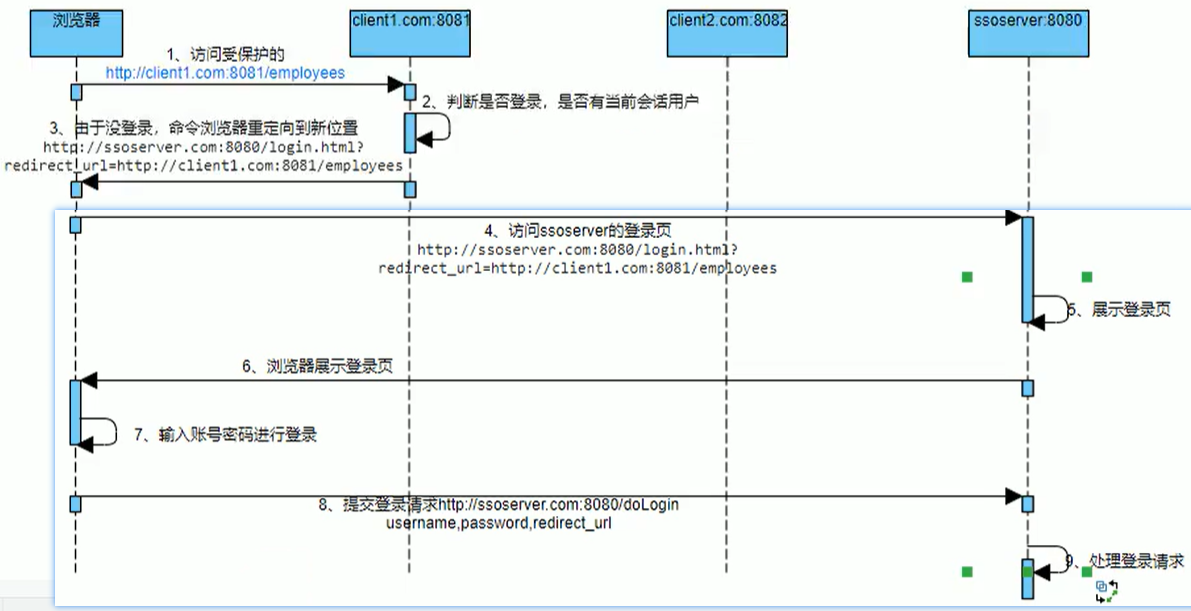 浏览器
client1.com:8081
client2.com:8082
ssoserver:8080
1、访问受保护的
http://client1.com:8081/employees
2、判断是否登录，是否有当前会话用户
3、由于没登录，命令浏览器重定向到新位置
http://ssoserver.com:8080/login.html?
redirect_url=http://client1.com:8081/employees
4、访问ssoserver的登录页
http://ssoserver.com:8080/login.html?
redirect_url=http://client1.com:8081/employees
5、展示登录页
6、浏览器展示登录页
7、输入账号密码进行登录
8、提交登录请求http://ssoserver.com:8080/doLogin
username,password,redirect_url
9、处理登录请求